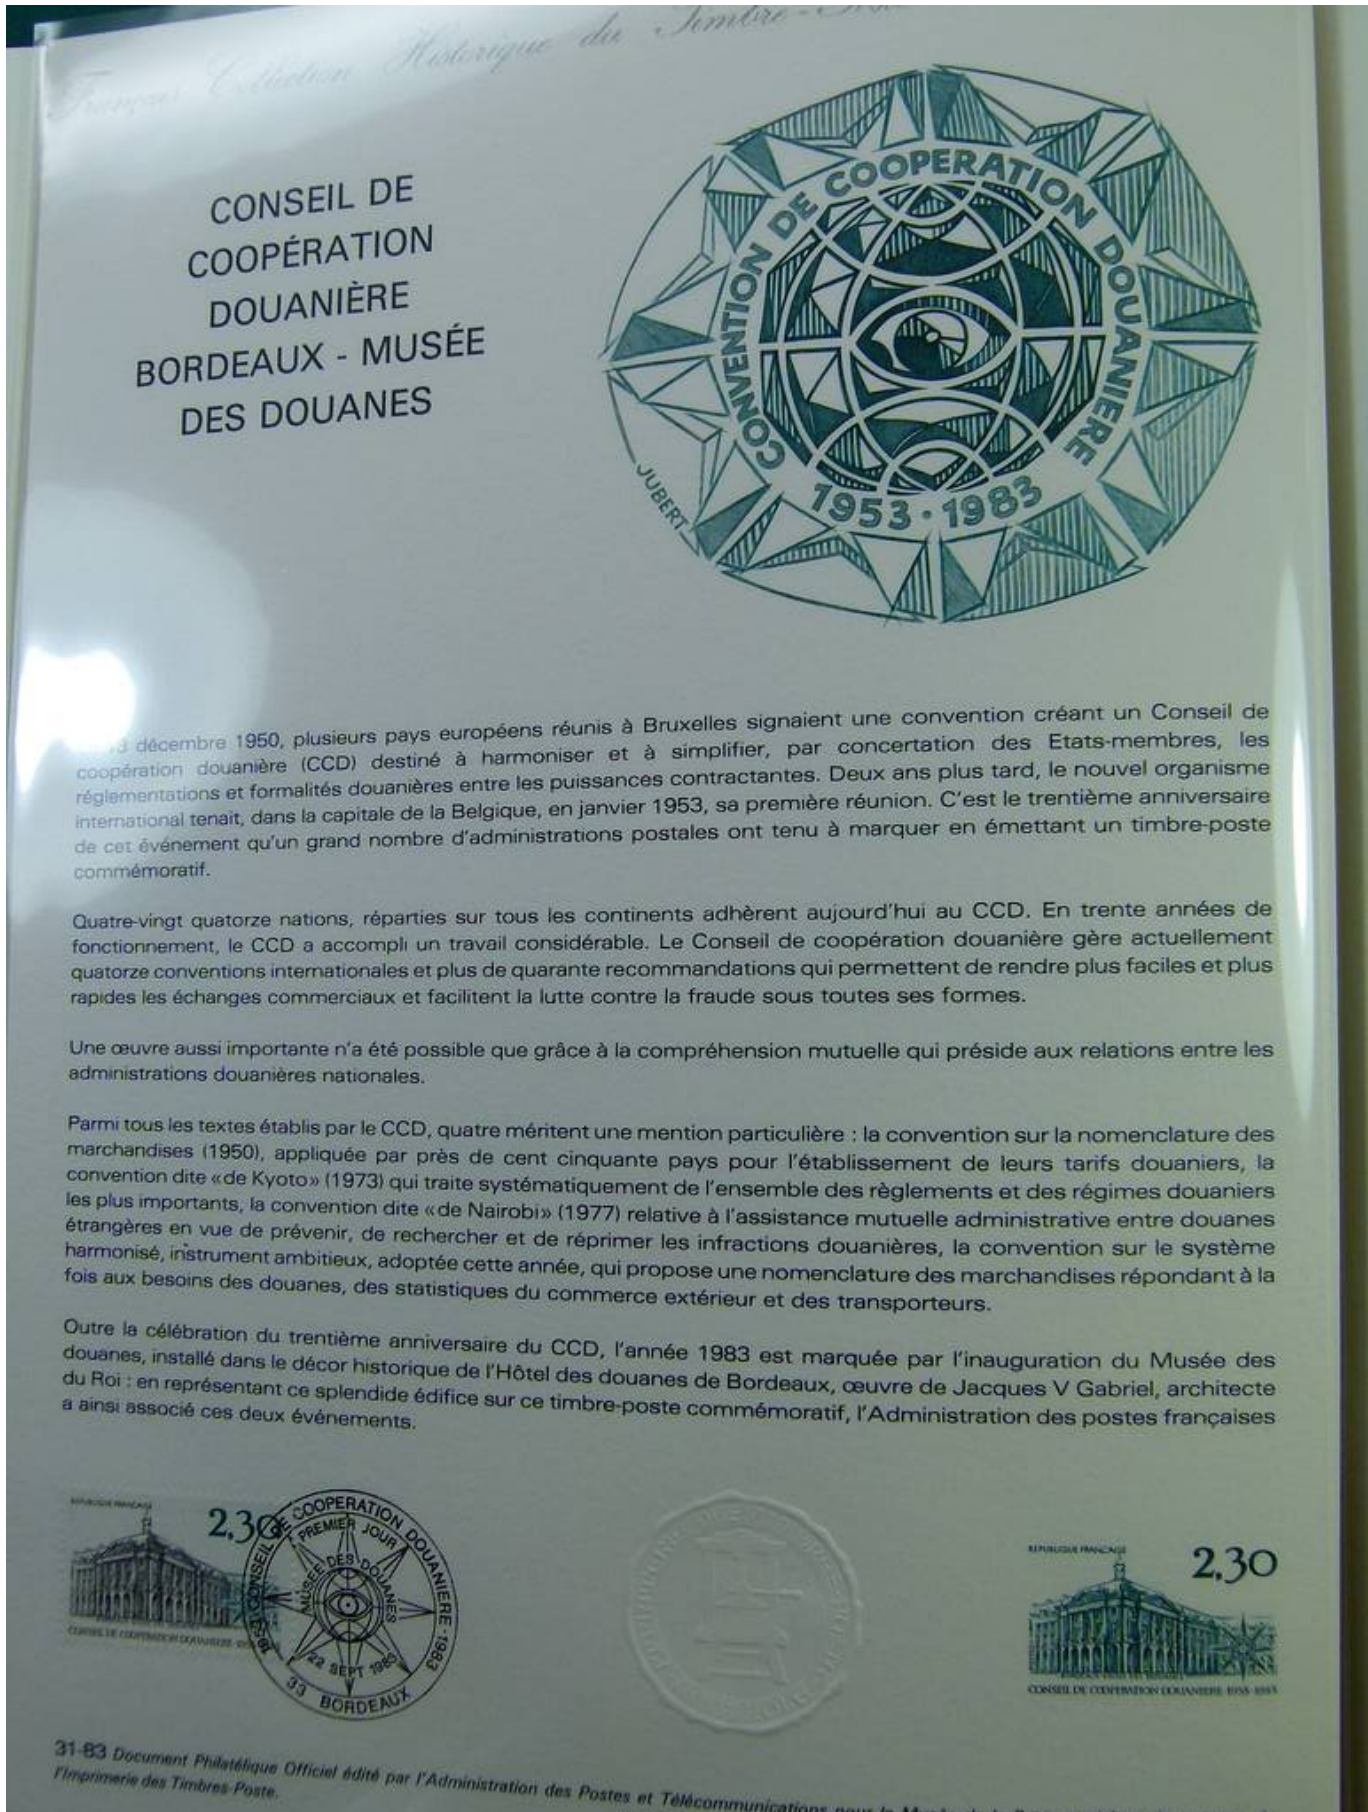 Français Collection Historique du Timbre-
CONSEIL DE
COOPÉRATION
DOUANIÈRE
BORDEAUX - MUSÉE
DES DOUANES
CONVENTION DE COOPERATION DOUANIERE
1953 · 1983
JUBERT
décembre 1950, plusieurs pays européens réunis à Bruxelles signaient une convention créant un Conseil de
coopération douanière (CCD) destiné à harmoniser et à simplifier, par concertation des Etats-membres, les
réglementations et formalités douanières entre les puissances contractantes. Deux ans plus tard, le nouvel organisme
international tenait, dans la capitale de la Belgique, en janvier 1953, sa première réunion. C'est le trentième anniversaire
de cet événement qu'un grand nombre d'administrations postales ont tenu à marquer en émettant un timbre-poste
commémoratif.
Quatre-vingt quatorze nations, réparties sur tous les continents adhèrent aujourd'hui au CCD. En trente années de
fonctionnement, le CCD a accompli un travail considérable. Le Conseil de coopération douanière gère actuellement
quatorze conventions internationales et plus de quarante recommandations qui permettent de rendre plus faciles et plus
rapides les échanges commerciaux et facilitent la lutte contre la fraude sous toutes ses formes.
Une œuvre aussi importante n'a été possible que grâce à la compréhension mutuelle qui préside aux relations entre les
administrations douanières nationales.
Parmi tous les textes établis par le CCD, quatre méritent une mention particulière : la convention sur la nomenclature des
marchandises (1950), appliquée par près de cent cinquante pays pour l'établissement de leurs tarifs douaniers, la
convention dite «de Kyoto» (1973) qui traite systématiquement de l'ensemble des règlements et des régimes douaniers
les plus importants, la convention dite «de Nairobi» (1977) relative à l'assistance mutuelle administrative entre douanes
étrangères en vue de prévenir, de rechercher et de réprimer les infractions douanières, la convention sur le système
harmonisé, instrument ambitieux, adoptée cette année, qui propose une nomenclature des marchandises répondant à la
fois aux besoins des douanes, des statistiques du commerce extérieur et des transporteurs.
Outre la célébration du trentième anniversaire du CCD, l'année 1983 est marquée par l'inauguration du Musée des
douanes, installé dans le décor historique de l'Hôtel des douanes de Bordeaux, œuvre de Jacques V Gabriel, architecte
du Roi : en représentant ce splendide édifice sur ce timbre-poste commémoratif, l'Administration des postes françaises
a ainsi associé ces deux événements.
REPUBLIQUE FRANÇAISE
2,30
CONSEIL DE COOPERATION DOUANIERE
1953 CONSEIL DE COOPERATION DOUANIERE - 1983
PREMIER JOUR
MUSÉE DES DOUANES
22 SEPT 1983
33 BORDEAUX
REPUBLIQUE FRANÇAISE
2,30
CONSEIL DE COOPERATION DOUANIERE 1953-1983
31-83 Document Philatélique Officiel édité par l'Administration des Postes et Télécommunications
l'Imprimerie des Timbres-Poste.